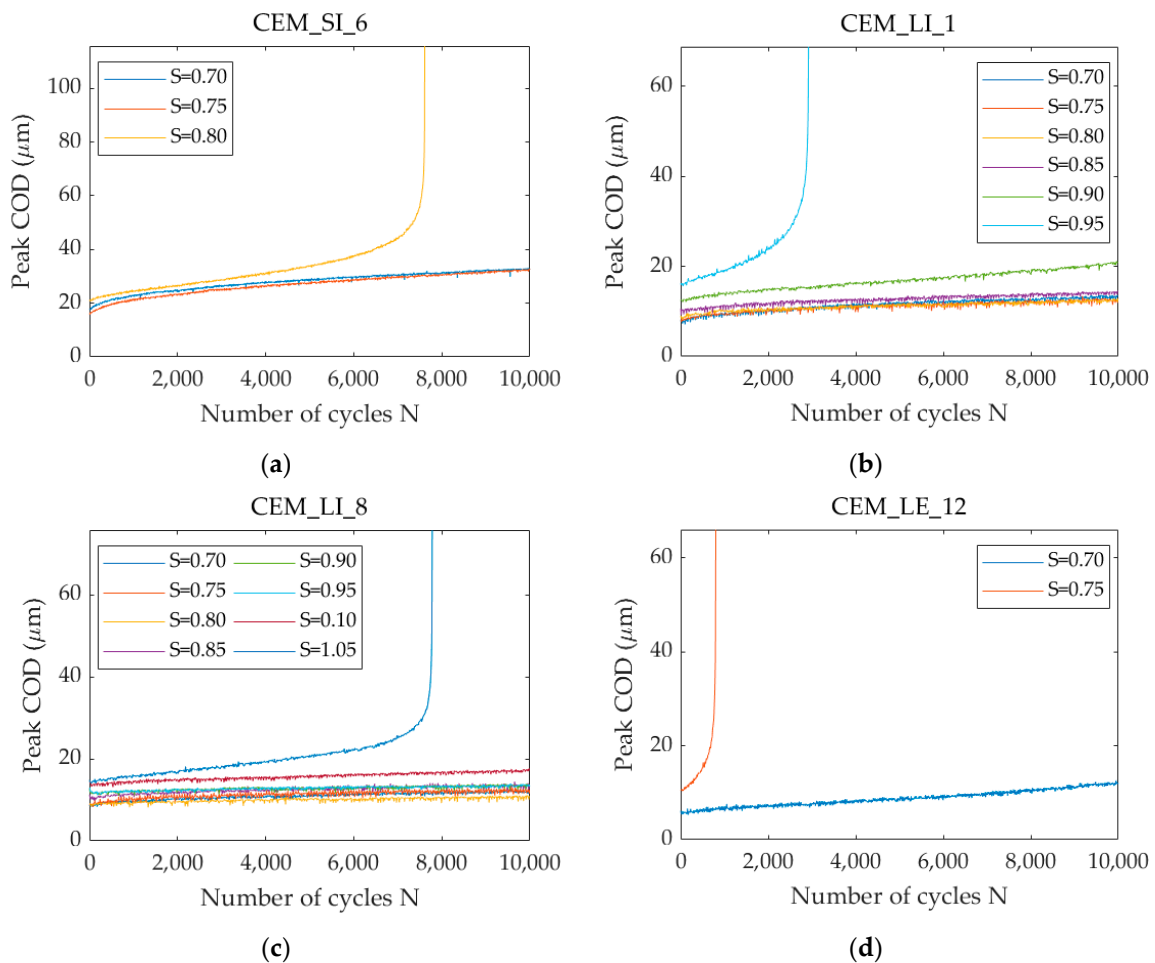 CEM_SI_6
Peak COD (μm)
100
80
60
40
20
0
S=0.70
S=0.75
S=0.80
0 2,000 4,000 6,000 8,000 10,000
Number of cycles N
(a)
CEM_LI_1
Peak COD (μm)
60
40
20
0
S=0.70
S=0.75
S=0.80
S=0.85
S=0.90
S=0.95
0 2,000 4,000 6,000 8,000 10,000
Number of cycles N
(b)
CEM_LI_8
Peak COD (μm)
60
40
20
0
S=0.70 S=0.90
S=0.75 S=0.95
S=0.80 S=0.10
S=0.85 S=1.05
0 2,000 4,000 6,000 8,000 10,000
Number of cycles N
(c)
CEM_LE_12
Peak COD (μm)
60
40
20
0
S=0.70
S=0.75
0 2,000 4,000 6,000 8,000 10,000
Number of cycles N
(d)